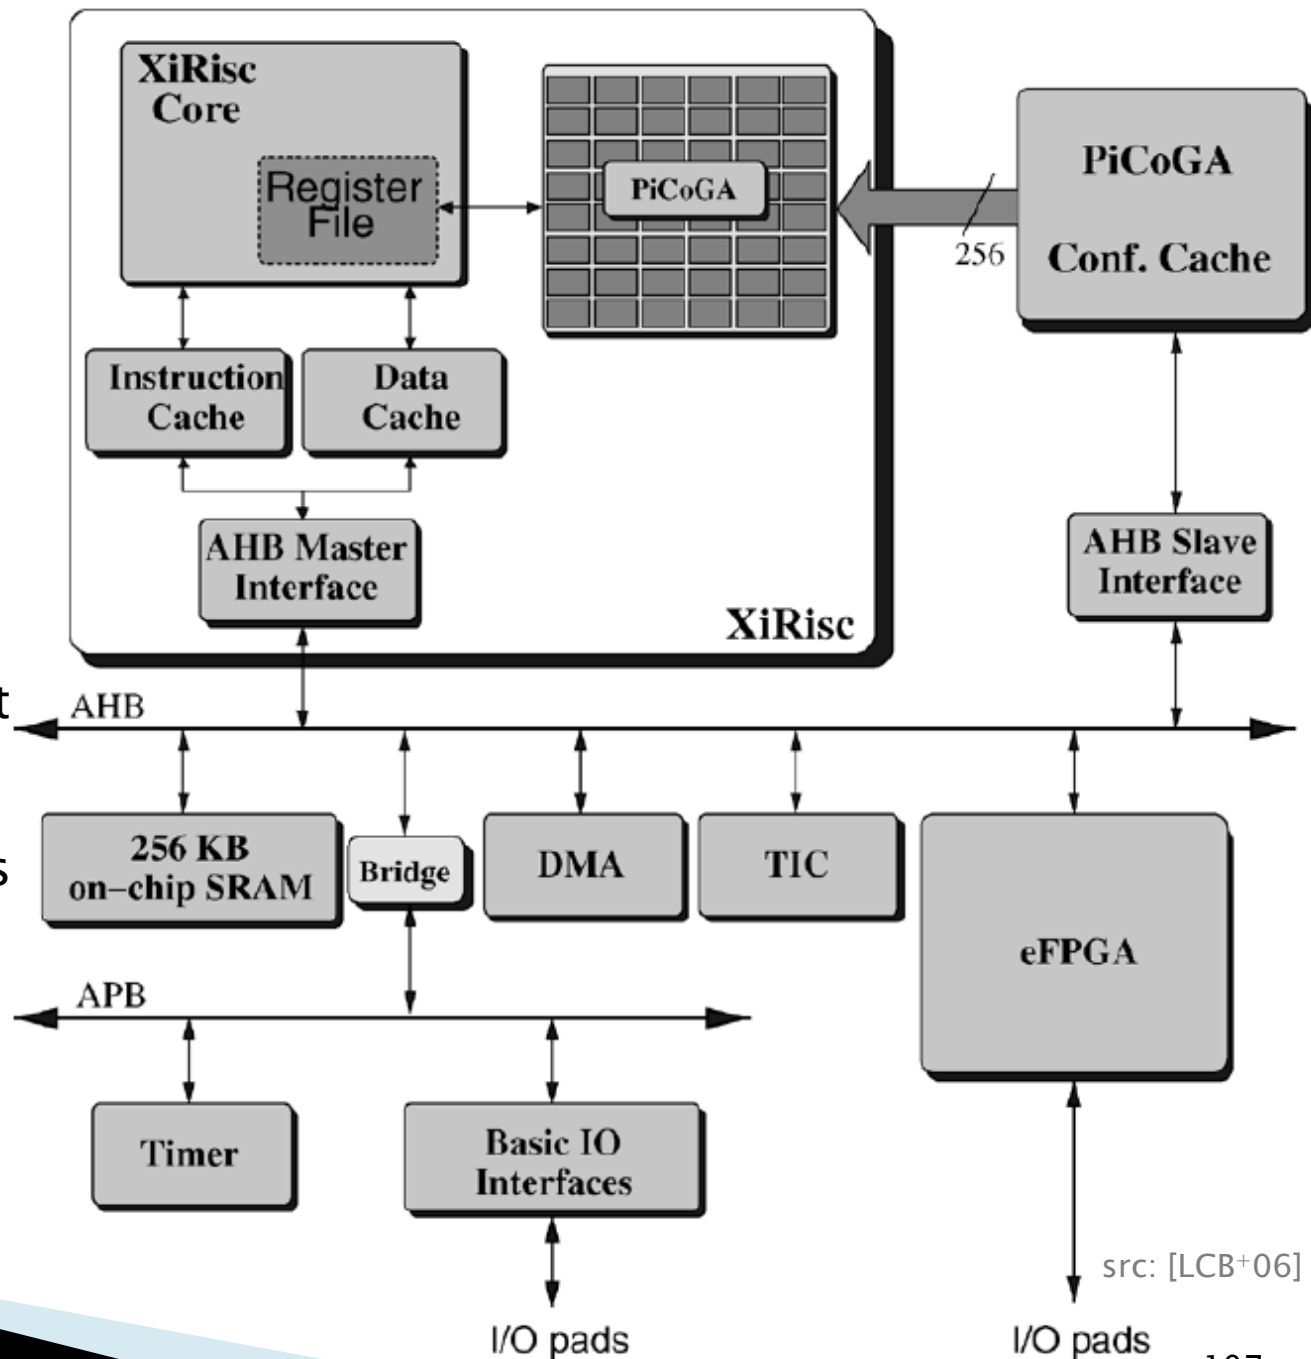 XiRisc
Core
Register
File
PiCoGA
256
PiCoGA
Conf. Cache
Instruction
Cache
Data
Cache
AHB Master
Interface
AHB Slave
Interface
XiRisc
t
AHB
256 KB
on-chip SRAM
Bridge
DMA
TIC
eFPGA
s
APB
Timer
Basic IO
Interfaces
src: [LCB+06]
I/O pads
I/O pads